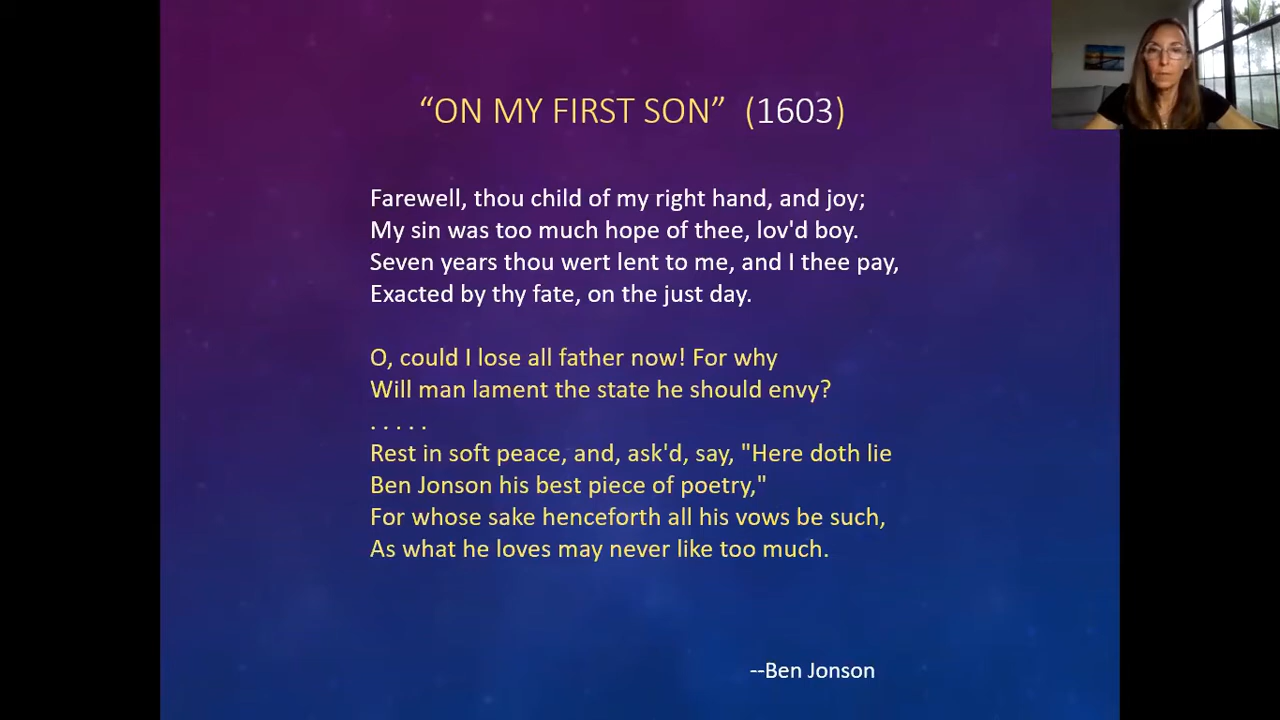 “ON MY FIRST SON” (1603)
Farewell, thou child of my right hand, and joy;
My sin was too much hope of thee, lov'd boy.
Seven years thou wert lent to me, and I thee pay,
Exacted by thy fate, on the just day.
O, could I lose all father now! For why
Will man lament the state he should envy?
. . . . .
Rest in soft peace, and, ask'd, say, "Here doth lie
Ben Jonson his best piece of poetry,"
For whose sake henceforth all his vows be such,
As what he loves may never like too much.
--Ben Jonson